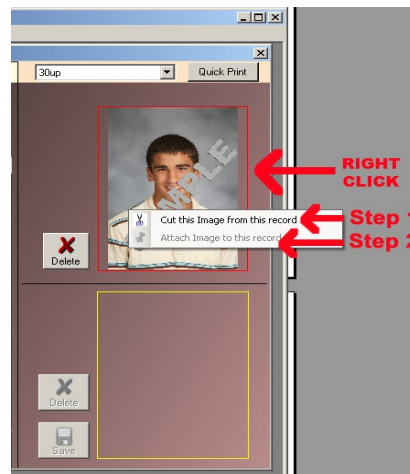 30up
Quick Print
MPLE
RIGHT
CLICK
Cut this Image from this record
Step 1
Attach Image to this record
Step 2
Delete
Delete
Save